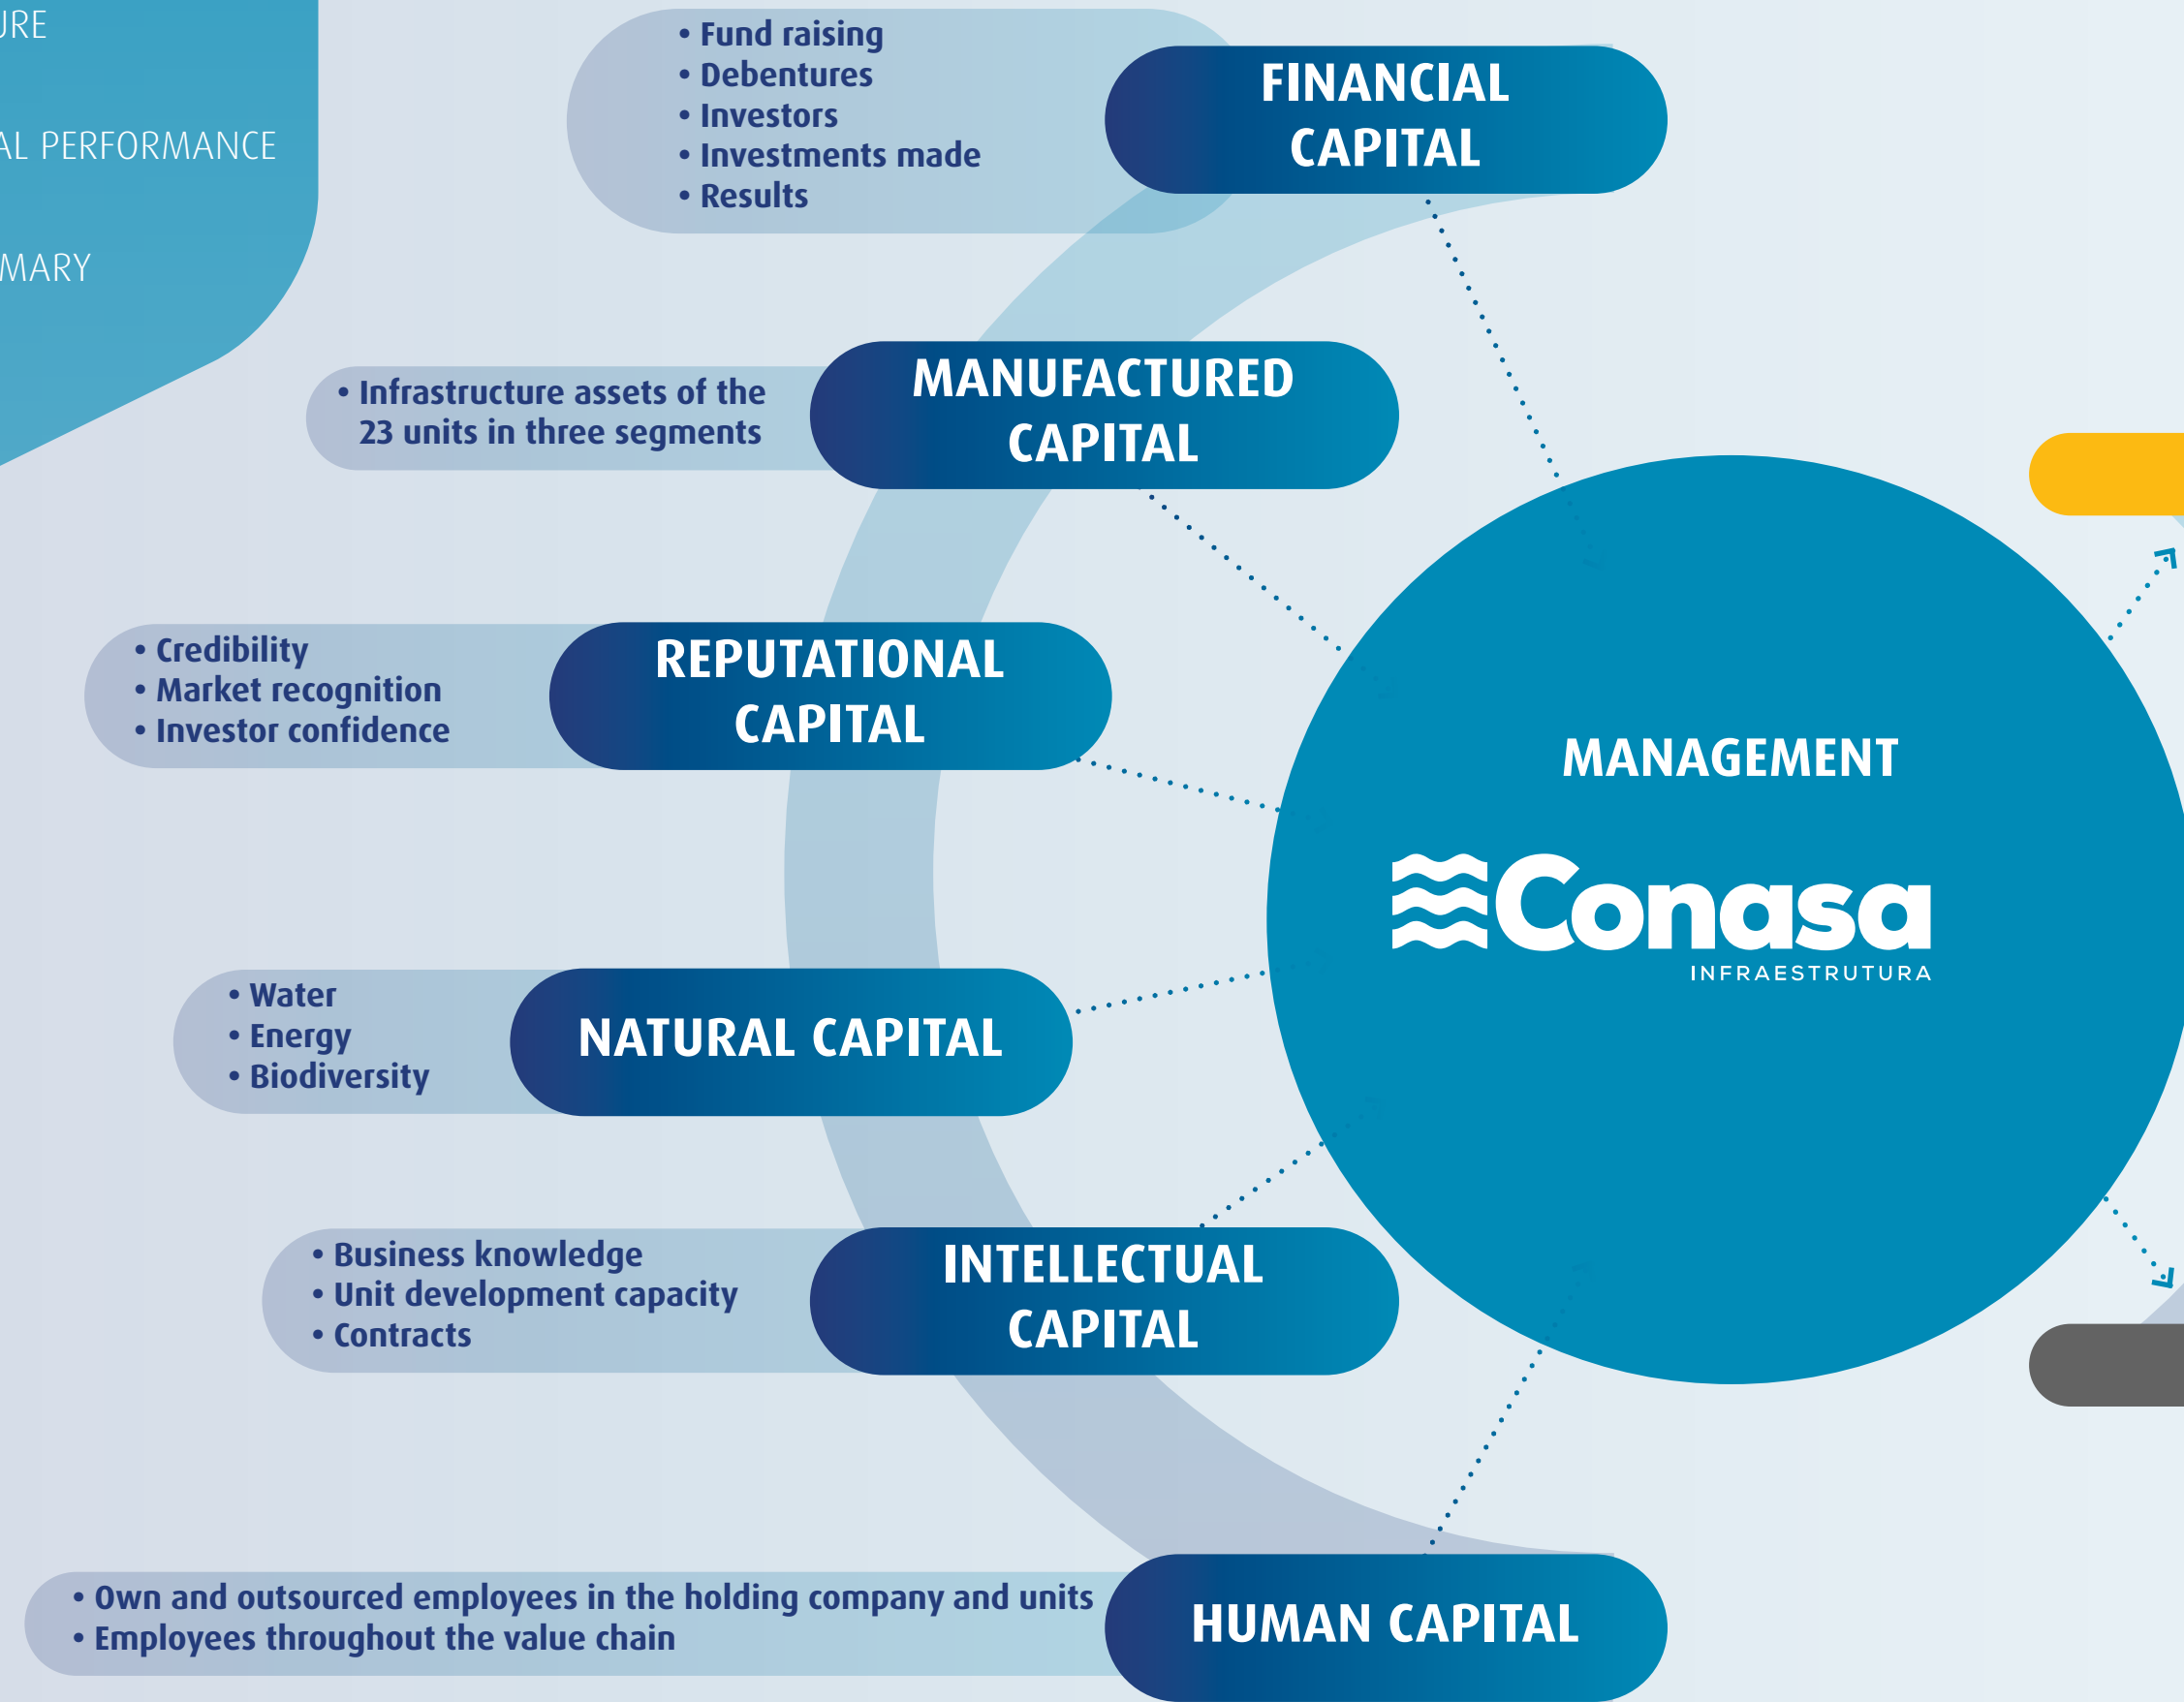 URE
AL PERFORMANCE
MARY
• Fund raising
• Debentures
• Investors
• Investments made
• Results
FINANCIAL
CAPITAL
• Infrastructure assets of the
23 units in three segments
MANUFACTURED
CAPITAL
• Credibility
• Market recognition
• Investor confidence
REPUTATIONAL
CAPITAL
MANAGEMENT
Conasa
INFRAESTRUTURA
• Water
• Energy
• Biodiversity
NATURAL CAPITAL
• Business knowledge
• Unit development capacity
• Contracts
INTELLECTUAL
CAPITAL
• Own and outsourced employees in the holding company and units
• Employees throughout the value chain
HUMAN CAPITAL